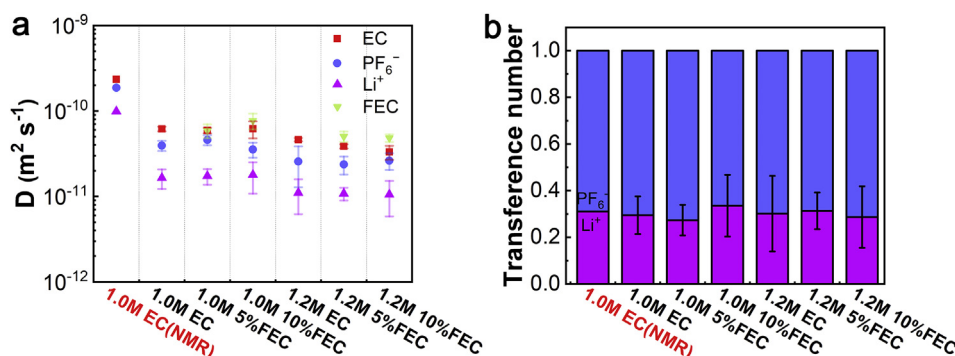 a
D (m² s⁻¹)
10⁻⁹
10⁻¹⁰
10⁻¹¹
10⁻¹²
EC
PF₆⁻
Li⁺
FEC
1.0M EC(NMR)
1.0M EC
1.0M 5%FEC
1.0M 10%FEC
1.2M EC
1.2M 5%FEC
1.2M 10%FEC
b
Transference number
1.0
0.8
0.6
0.4
0.2
0.0
PF₆⁻
Li⁺
1.0M EC(NMR)
1.0M EC
1.0M 5%FEC
1.0M 10%FEC
1.2M EC
1.2M 5%FEC
1.2M 10%FEC